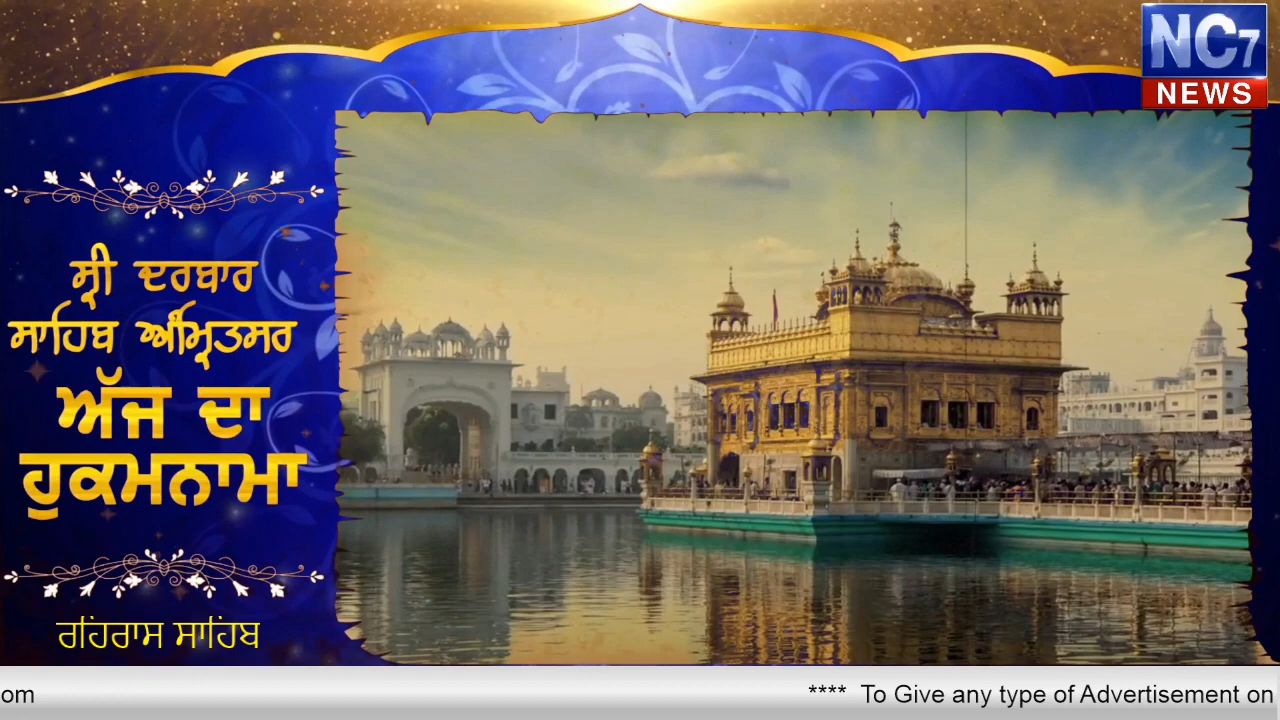 NC7
NEWS
ਸ੍ਰੀ ਦਰਬਾਰ
ਸਾਹਿਬ ਅੰਮ੍ਰਿਤਸਰ
ਅੱਜ ਦਾ
ਹੁਕਮਨਾਮਾ
ਰਹਿਰਾਸ ਸਾਹਿਬ
om **** To Give any type of Advertisement on